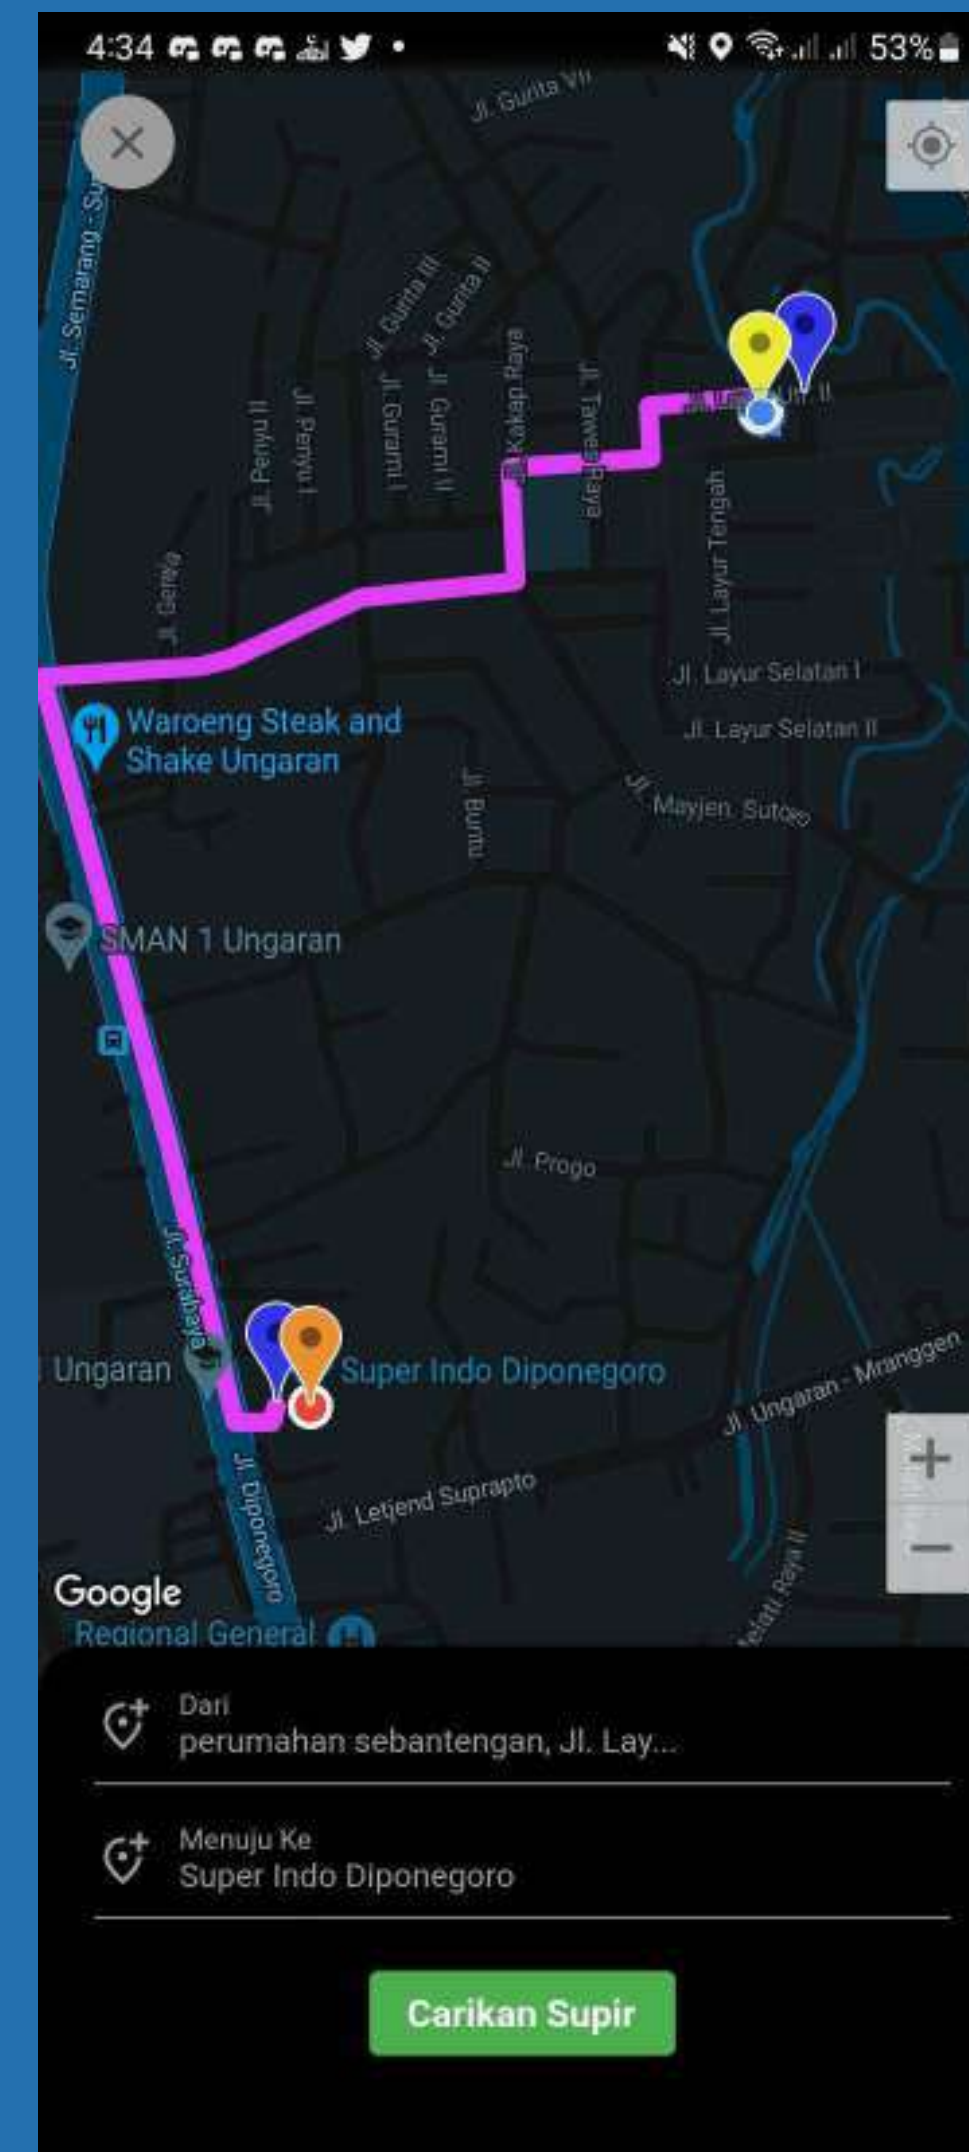 4:34
53%
Jl. Gurita VII
Jl. Semarang - Su
Jl. Gurita III
Jl. Gurita II
Jl. Kakap Raya
Jl. Tawes Raya
Jl. Penyu II
Jl. Penyu I
Jl. Gurami I
Jl. Gurami II
Jl. Layur Tengah
Jl. Gereja
Jl. Layur Selatan I
Jl. Layur Selatan II
Waroeng Steak and
Shake Ungaran
Jl. Buntu
Jl. Mayjen. Sutoyo
SMAN 1 Ungaran
Jl. Progo
Jl. Surabaya
Ungaran
Super Indo Diponegoro
Jl. Ungaran - Mranggen
Jl. Diponegoro
Jl. Letjend Suprapto
+
−
elati Raya II
Google
Regional General
Dari
perumahan sebantengan, Jl. Lay...
Menuju Ke
Super Indo Diponegoro
Carikan Supir